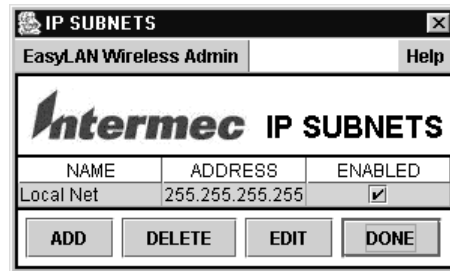 IP SUBNETS
EasyLAN Wireless Admin Help
Intermec IP SUBNETS
NAME ADDRESS ENABLED
Local Net 255.255.255.255
ADD DELETE EDIT DONE